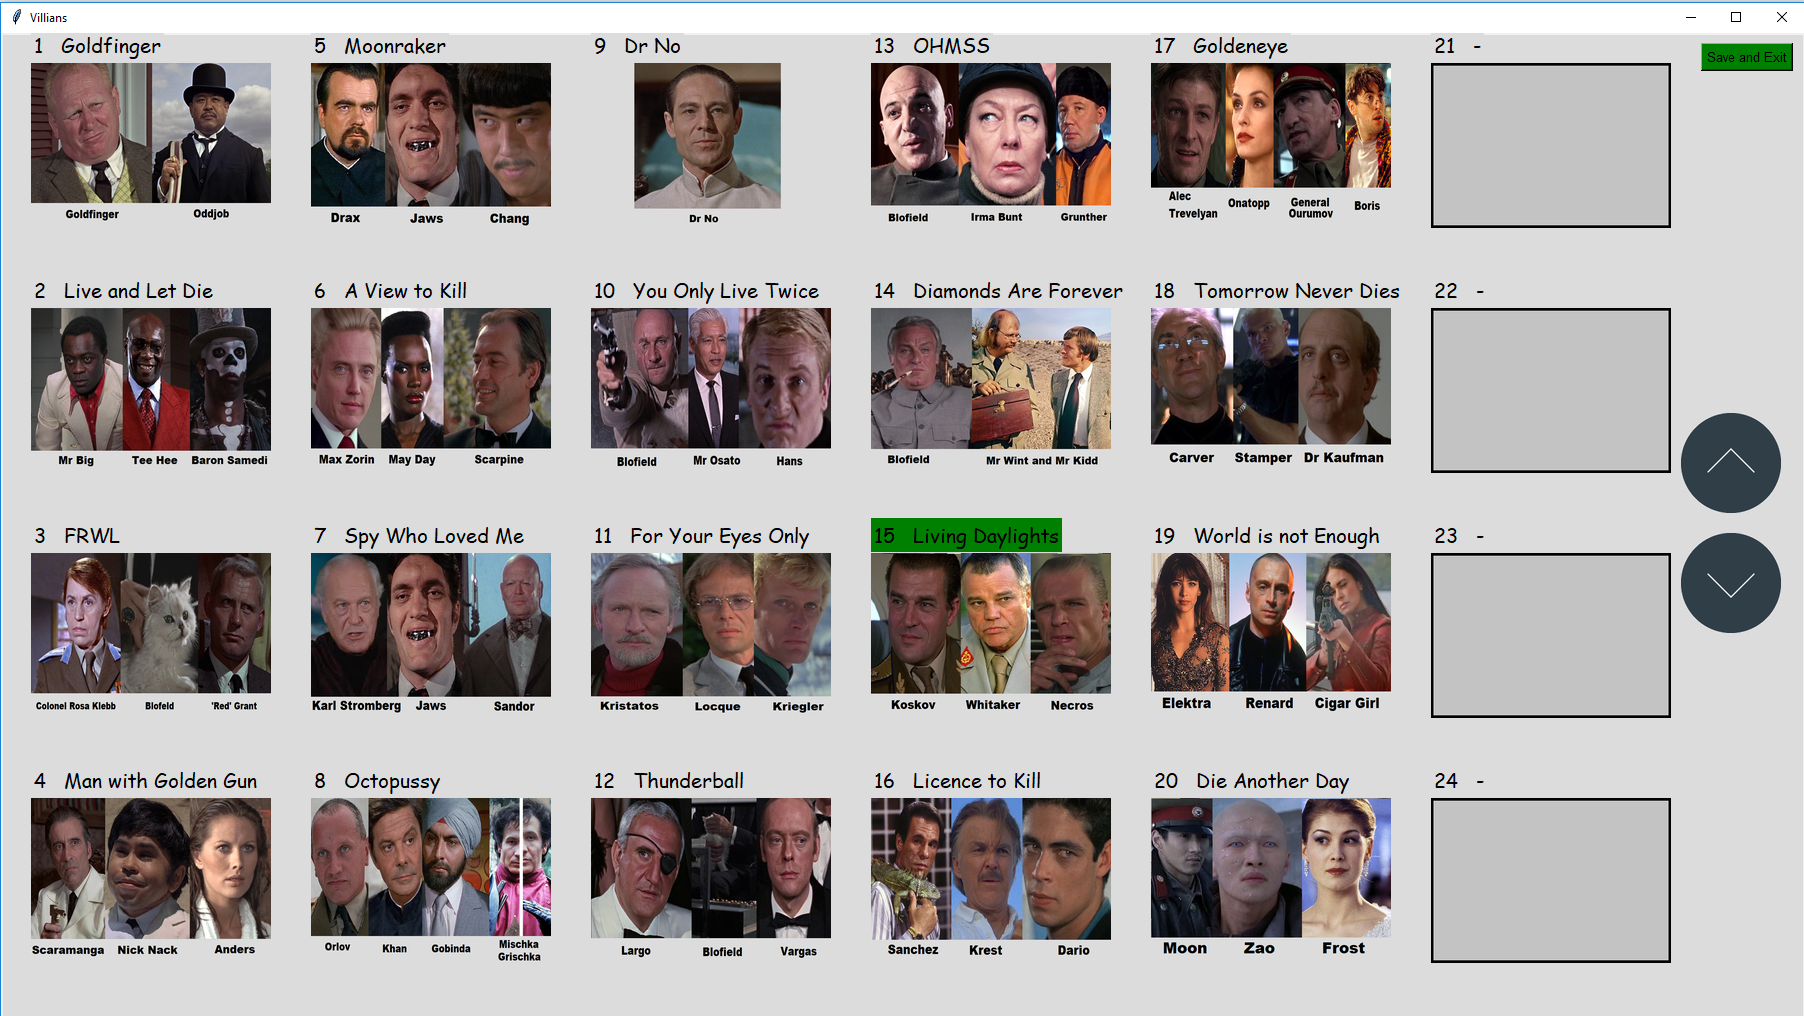 Villians
Save and Exit
1 Goldfinger
Goldfinger Oddjob
2 Live and Let Die
Mr Big Tee Hee Baron Samedi
3 FRWL
Colonel Rosa Klebb Blofeld 'Red' Grant
4 Man with Golden Gun
Scaramanga Nick Nack Anders
5 Moonraker
Drax Jaws Chang
6 A View to Kill
Max Zorin May Day Scarpine
7 Spy Who Loved Me
Karl Stromberg Jaws Sandor
8 Octopussy
Orlov Khan Gobinda Mischka
Grischka
9 Dr No
Dr No
10 You Only Live Twice
Blofield Mr Osato Hans
11 For Your Eyes Only
Kristatos Locque Kriegler
12 Thunderball
Largo Blofield Vargas
13 OHMSS
Blofield Irma Bunt Grunther
14 Diamonds Are Forever
Blofield Mr Wint and Mr Kidd
15 Living Daylights
Koskov Whitaker Necros
16 Licence to Kill
Sanchez Krest Dario
17 Goldeneye
Alec Onatopp General Boris
Trevelyan Ourumov
18 Tomorrow Never Dies
Carver Stamper Dr Kaufman
19 World is not Enough
Elektra Renard Cigar Girl
20 Die Another Day
Moon Zao Frost
21 -
22 -
23 -
24 -